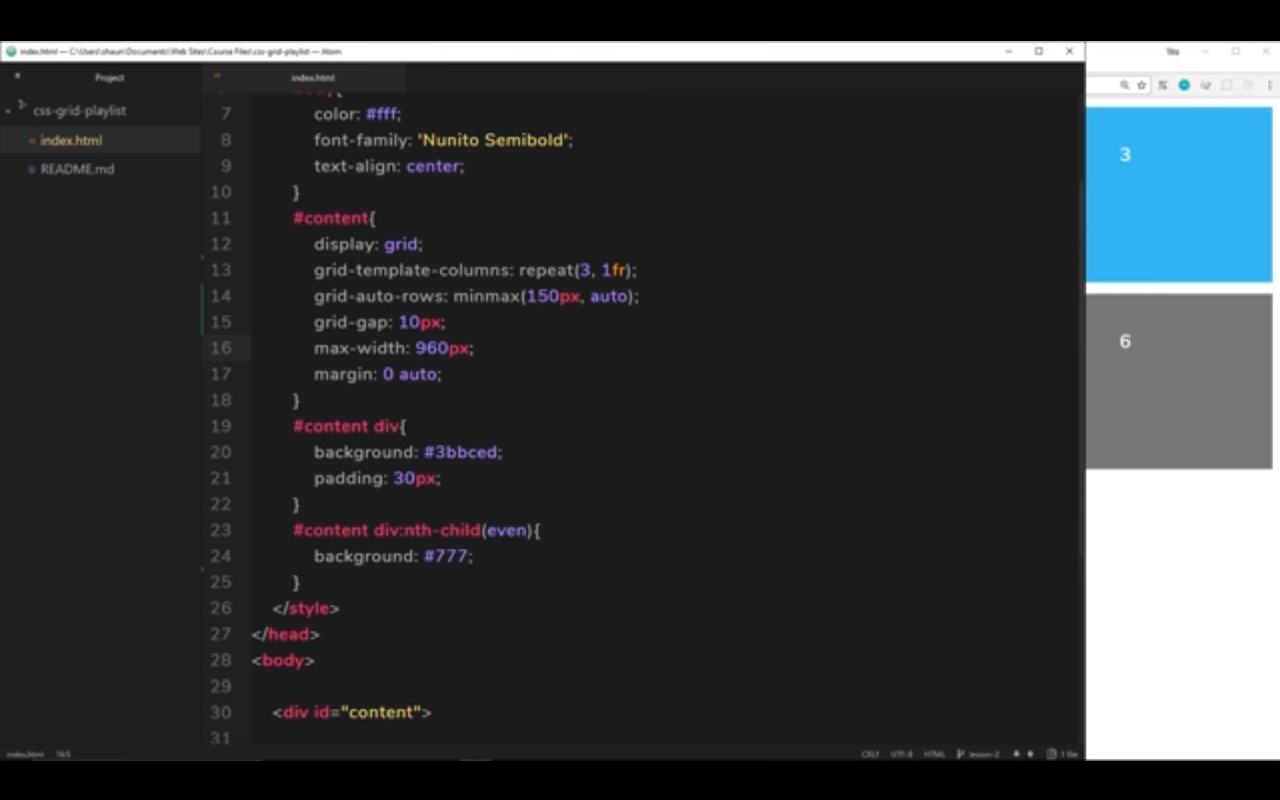 index.html — C:\Users\shaun\Documents\Web Sites\Course Files\css-grid-playlist — Atom
Project
index.html
css-grid-playlist
index.html
README.md
7 color: #fff;
8 font-family: 'Nunito Semibold';
9 text-align: center;
10 }
11 #content{
12 display: grid;
13 grid-template-columns: repeat(3, 1fr);
14 grid-auto-rows: minmax(150px, auto);
15 grid-gap: 10px;
16 max-width: 960px;
17 margin: 0 auto;
18 }
19 #content div{
20 background: #3bbced;
21 padding: 30px;
22 }
23 #content div:nth-child(even){
24 background: #777;
25 }
26 </style>
27 </head>
28 <body>
29
30 <div id="content">
31
3
6
index.html 16:5
CRLF UTF-8 HTML lesson-2 1 file